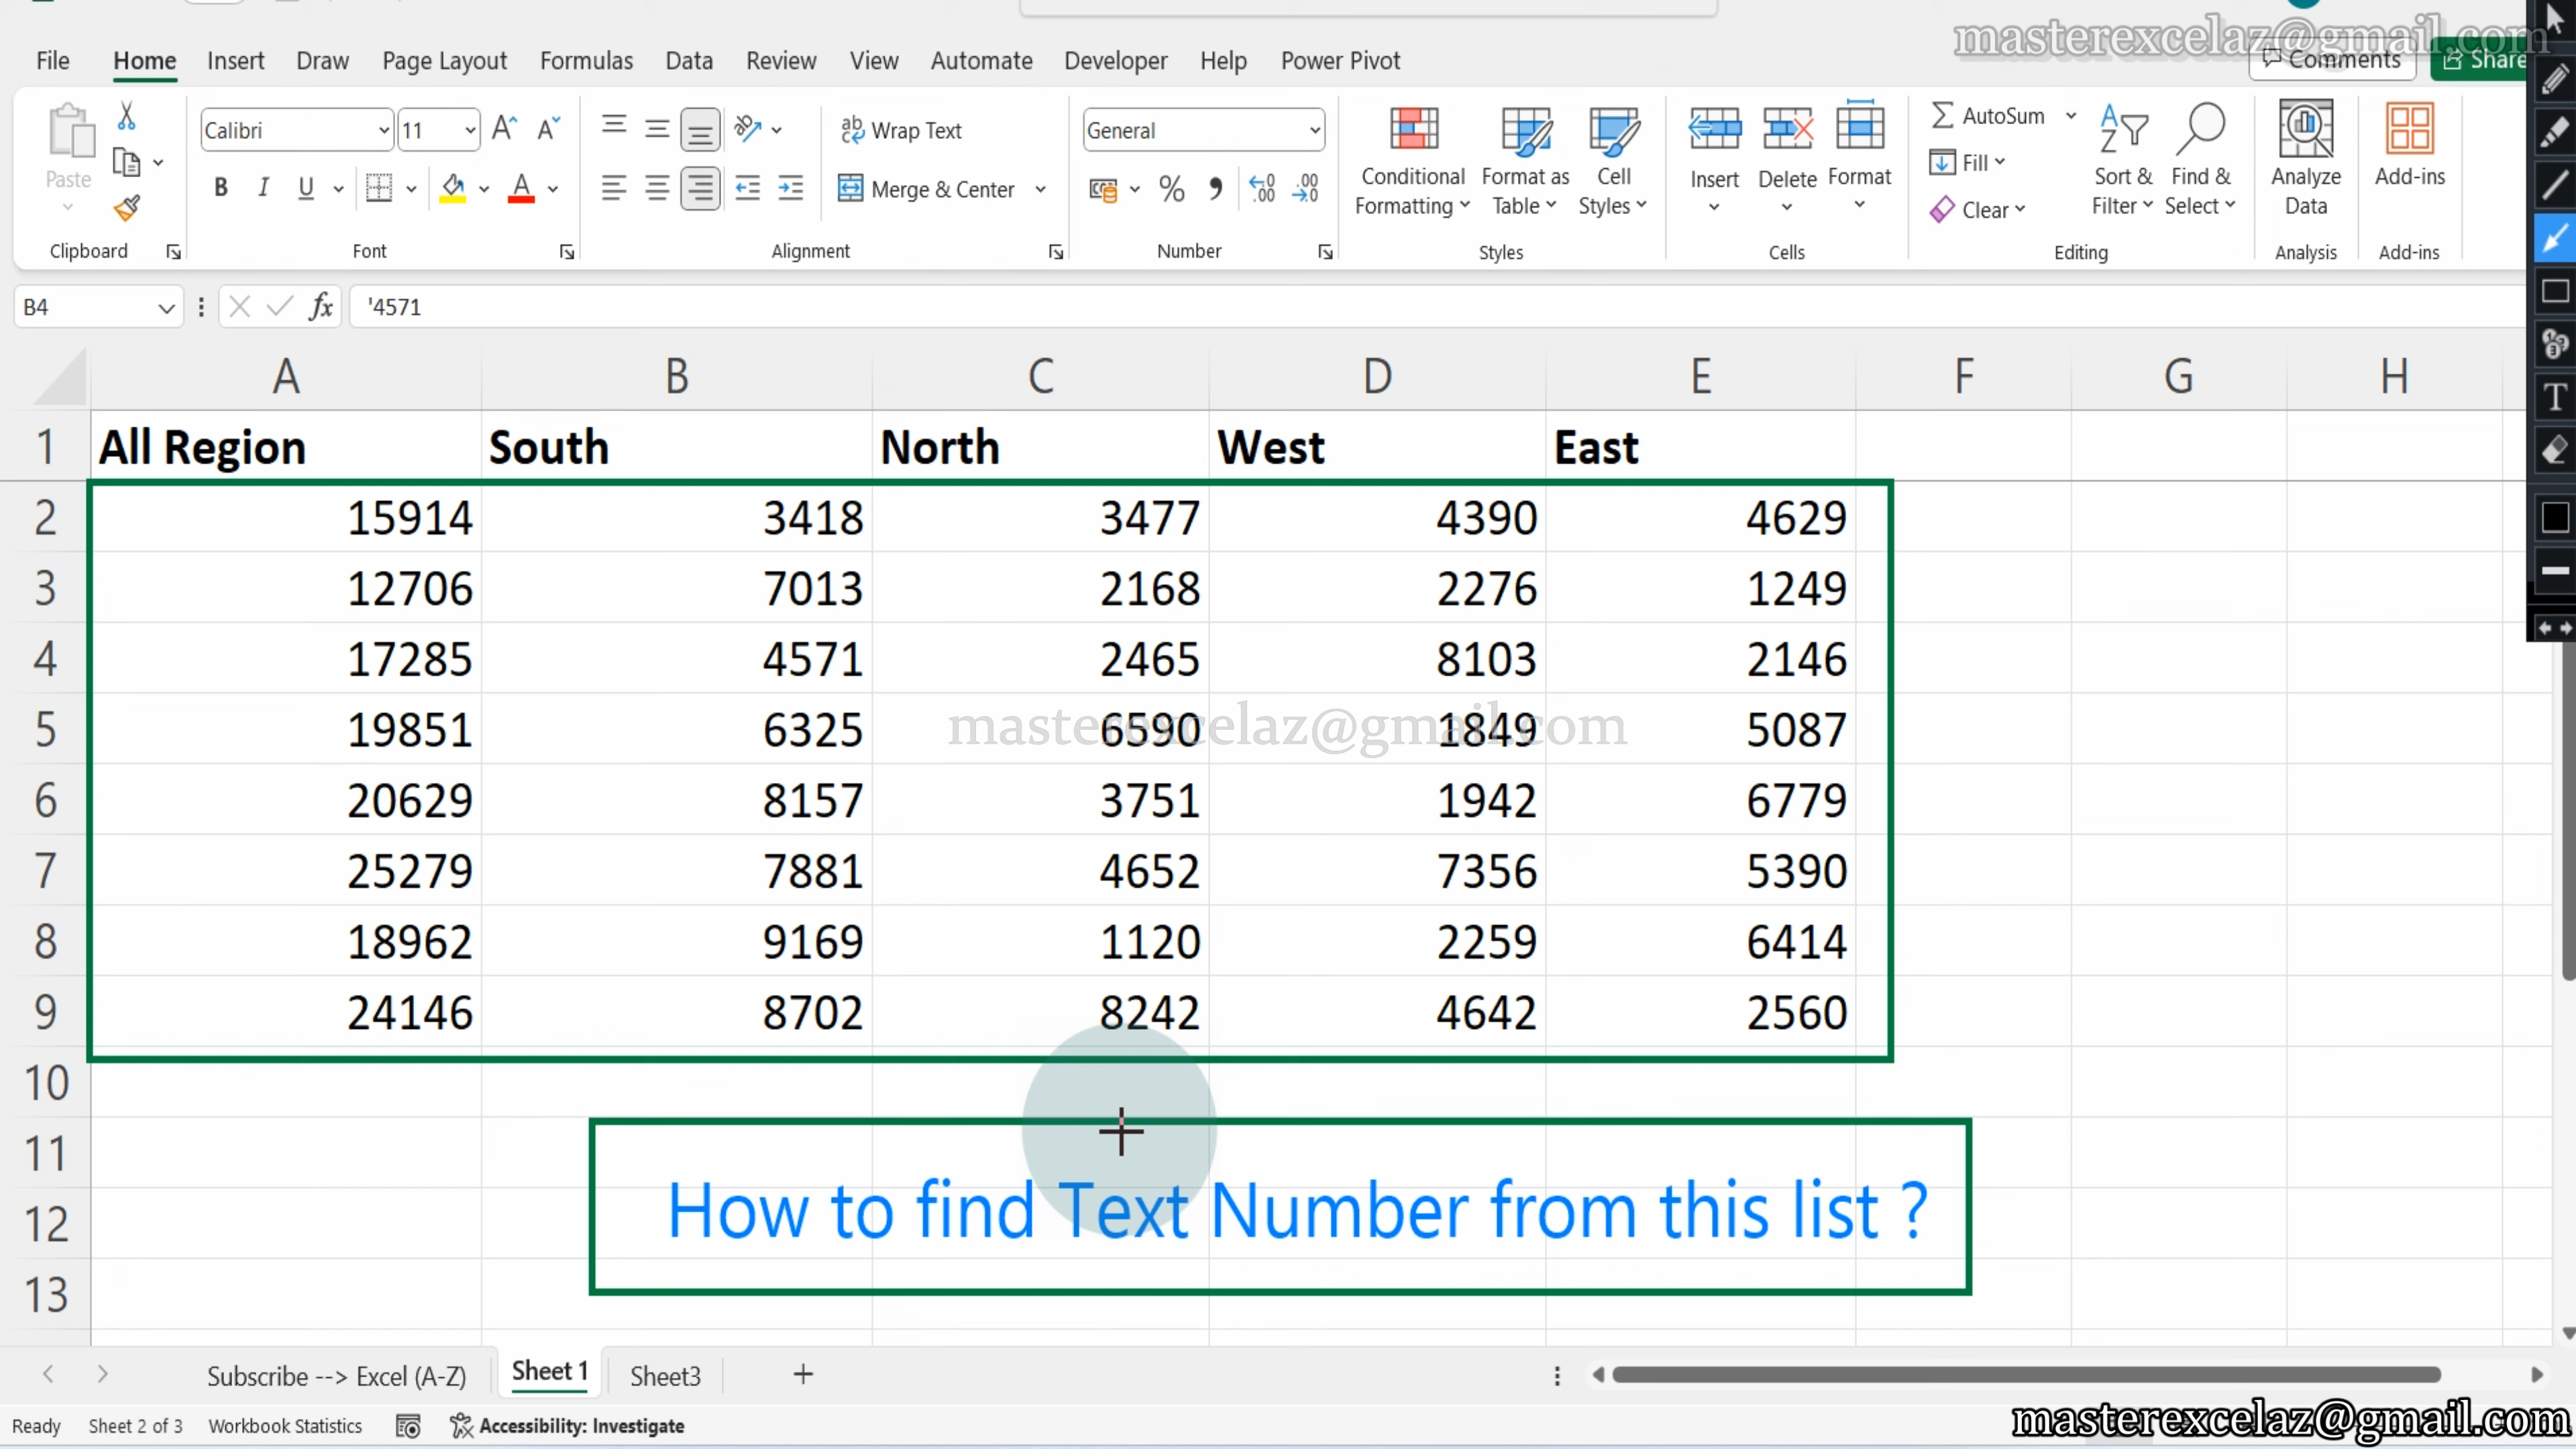 masterexcelaz@gmail.com
File Home Insert Draw Page Layout Formulas Data Review View Automate Developer Help Power Pivot Comments Share
Calibri 11 Wrap Text General AutoSum
Paste Conditional Format as Cell Insert Delete Format Fill Sort & Find & Analyze Add-ins
B I U Merge & Center Formatting Table Styles Clear Filter Select Data
Clipboard Font Alignment Number Styles Cells Editing Analysis Add-ins
B4 fx '4571
A B C D E F G H
1 All Region South North West East
2 15914 3418 3477 4390 4629
3 12706 7013 2168 2276 1249
4 17285 4571 2465 8103 2146
5 19851 6325 6590 1849 5087
masterexcelaz@gmail.com
6 20629 8157 3751 1942 6779
7 25279 7881 4652 7356 5390
8 18962 9169 1120 2259 6414
9 24146 8702 8242 4642 2560
10
11
12 How to find Text Number from this list ?
13
Subscribe --> Excel (A-Z) Sheet 1 Sheet3 +
Ready Sheet 2 of 3 Workbook Statistics Accessibility: Investigate
masterexcelaz@gmail.com